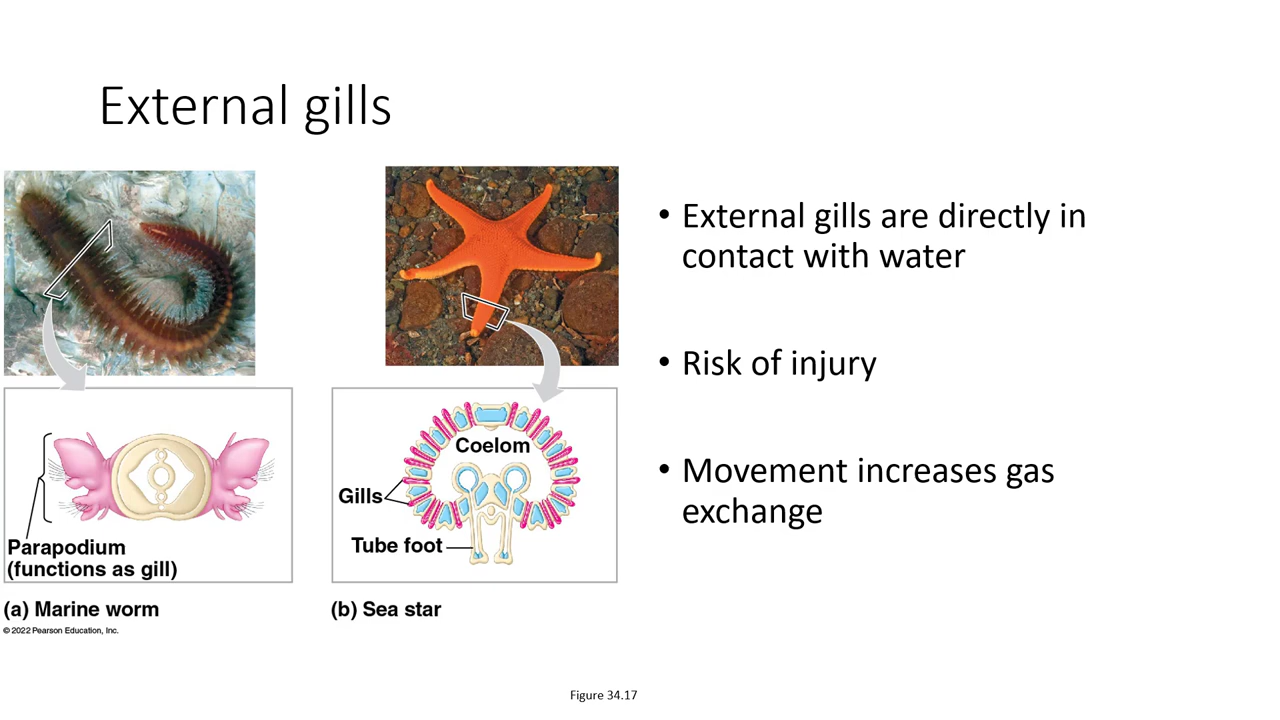 External gills
Coelom
Gills
Tube foot
Parapodium
(functions as gill)
(a) Marine worm
(b) Sea star
© 2022 Pearson Education, Inc.
• External gills are directly in
contact with water
• Risk of injury
• Movement increases gas
exchange
Figure 34.17